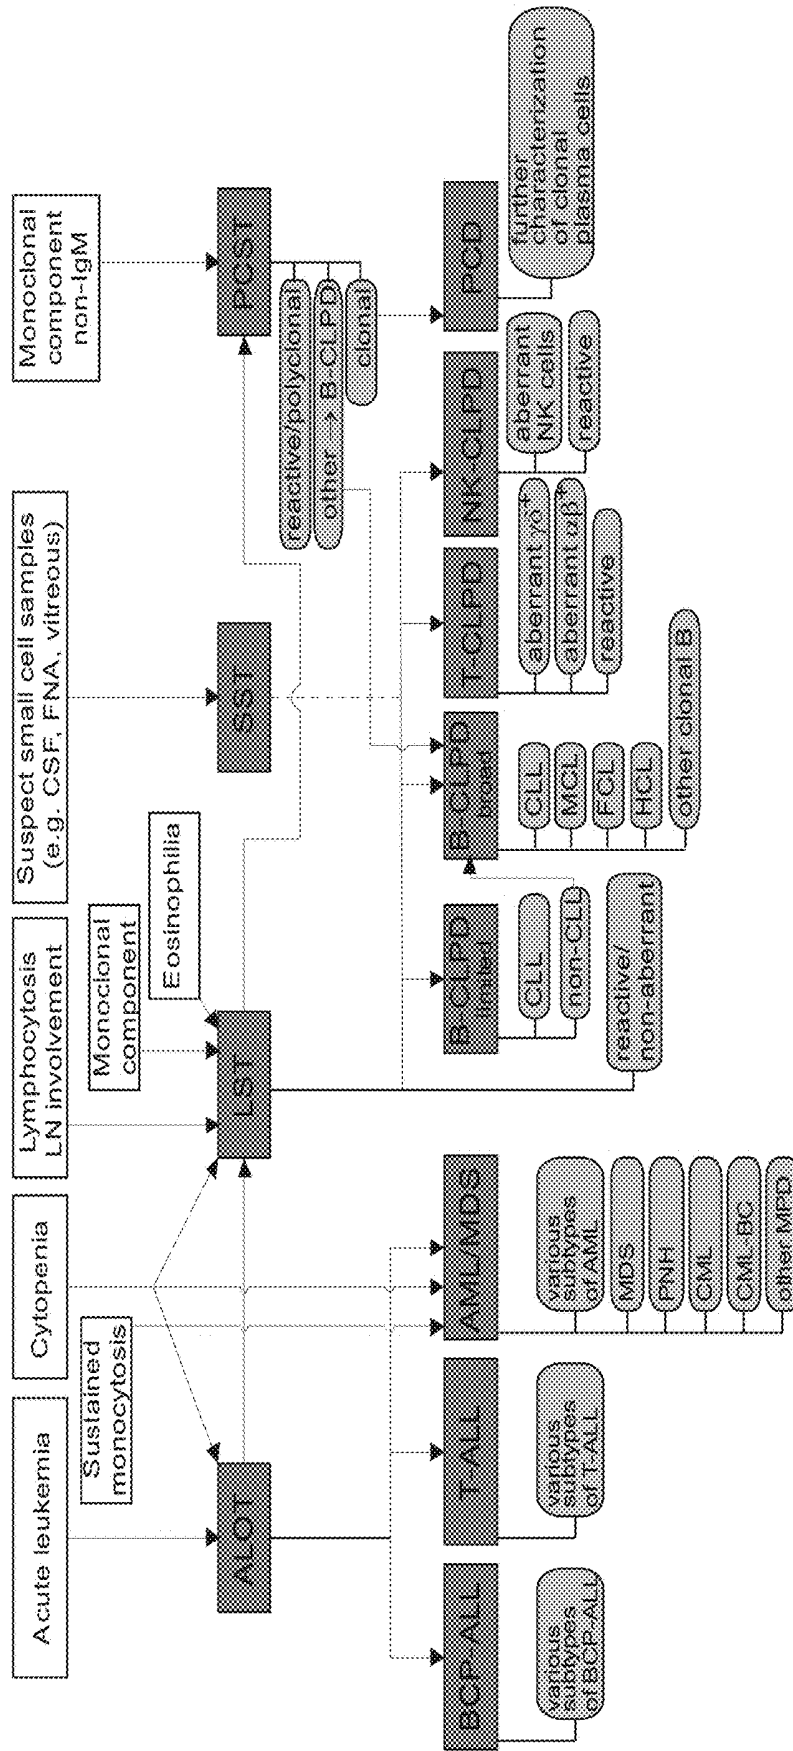 Acute leukemia
Cytopenia
Lymphocytosis
LN involvement
Suspect small cell samples
(e.g. CSF, FNA, vitreous)
Monoclonal
component
non-IgM
Sustained
monocytosis
Monoclonal
component
Eosinophilia
ALOT
LST
SST
PCST
reactive/polyclonal
other → B-CLPD
clonal
BCP-ALL
T-ALL
AML/MDS
B-CLPD
limited
B-CLPD
broad
T-CLPD
NK-CLPD
PCD
various
subtypes
of BCP-ALL
various
subtypes
of T-ALL
various
subtypes
of AML
MDS
PNH
CML
CML-BC
other MPD
CLL
non-CLL
reactive/
non-aberrant
CLL
MCL
FCL
HCL
other clonal B
aberrant γδ+
aberrant αβ+
reactive
aberrant
NK cells
reactive
further
characterization
of clonal
plasma cells